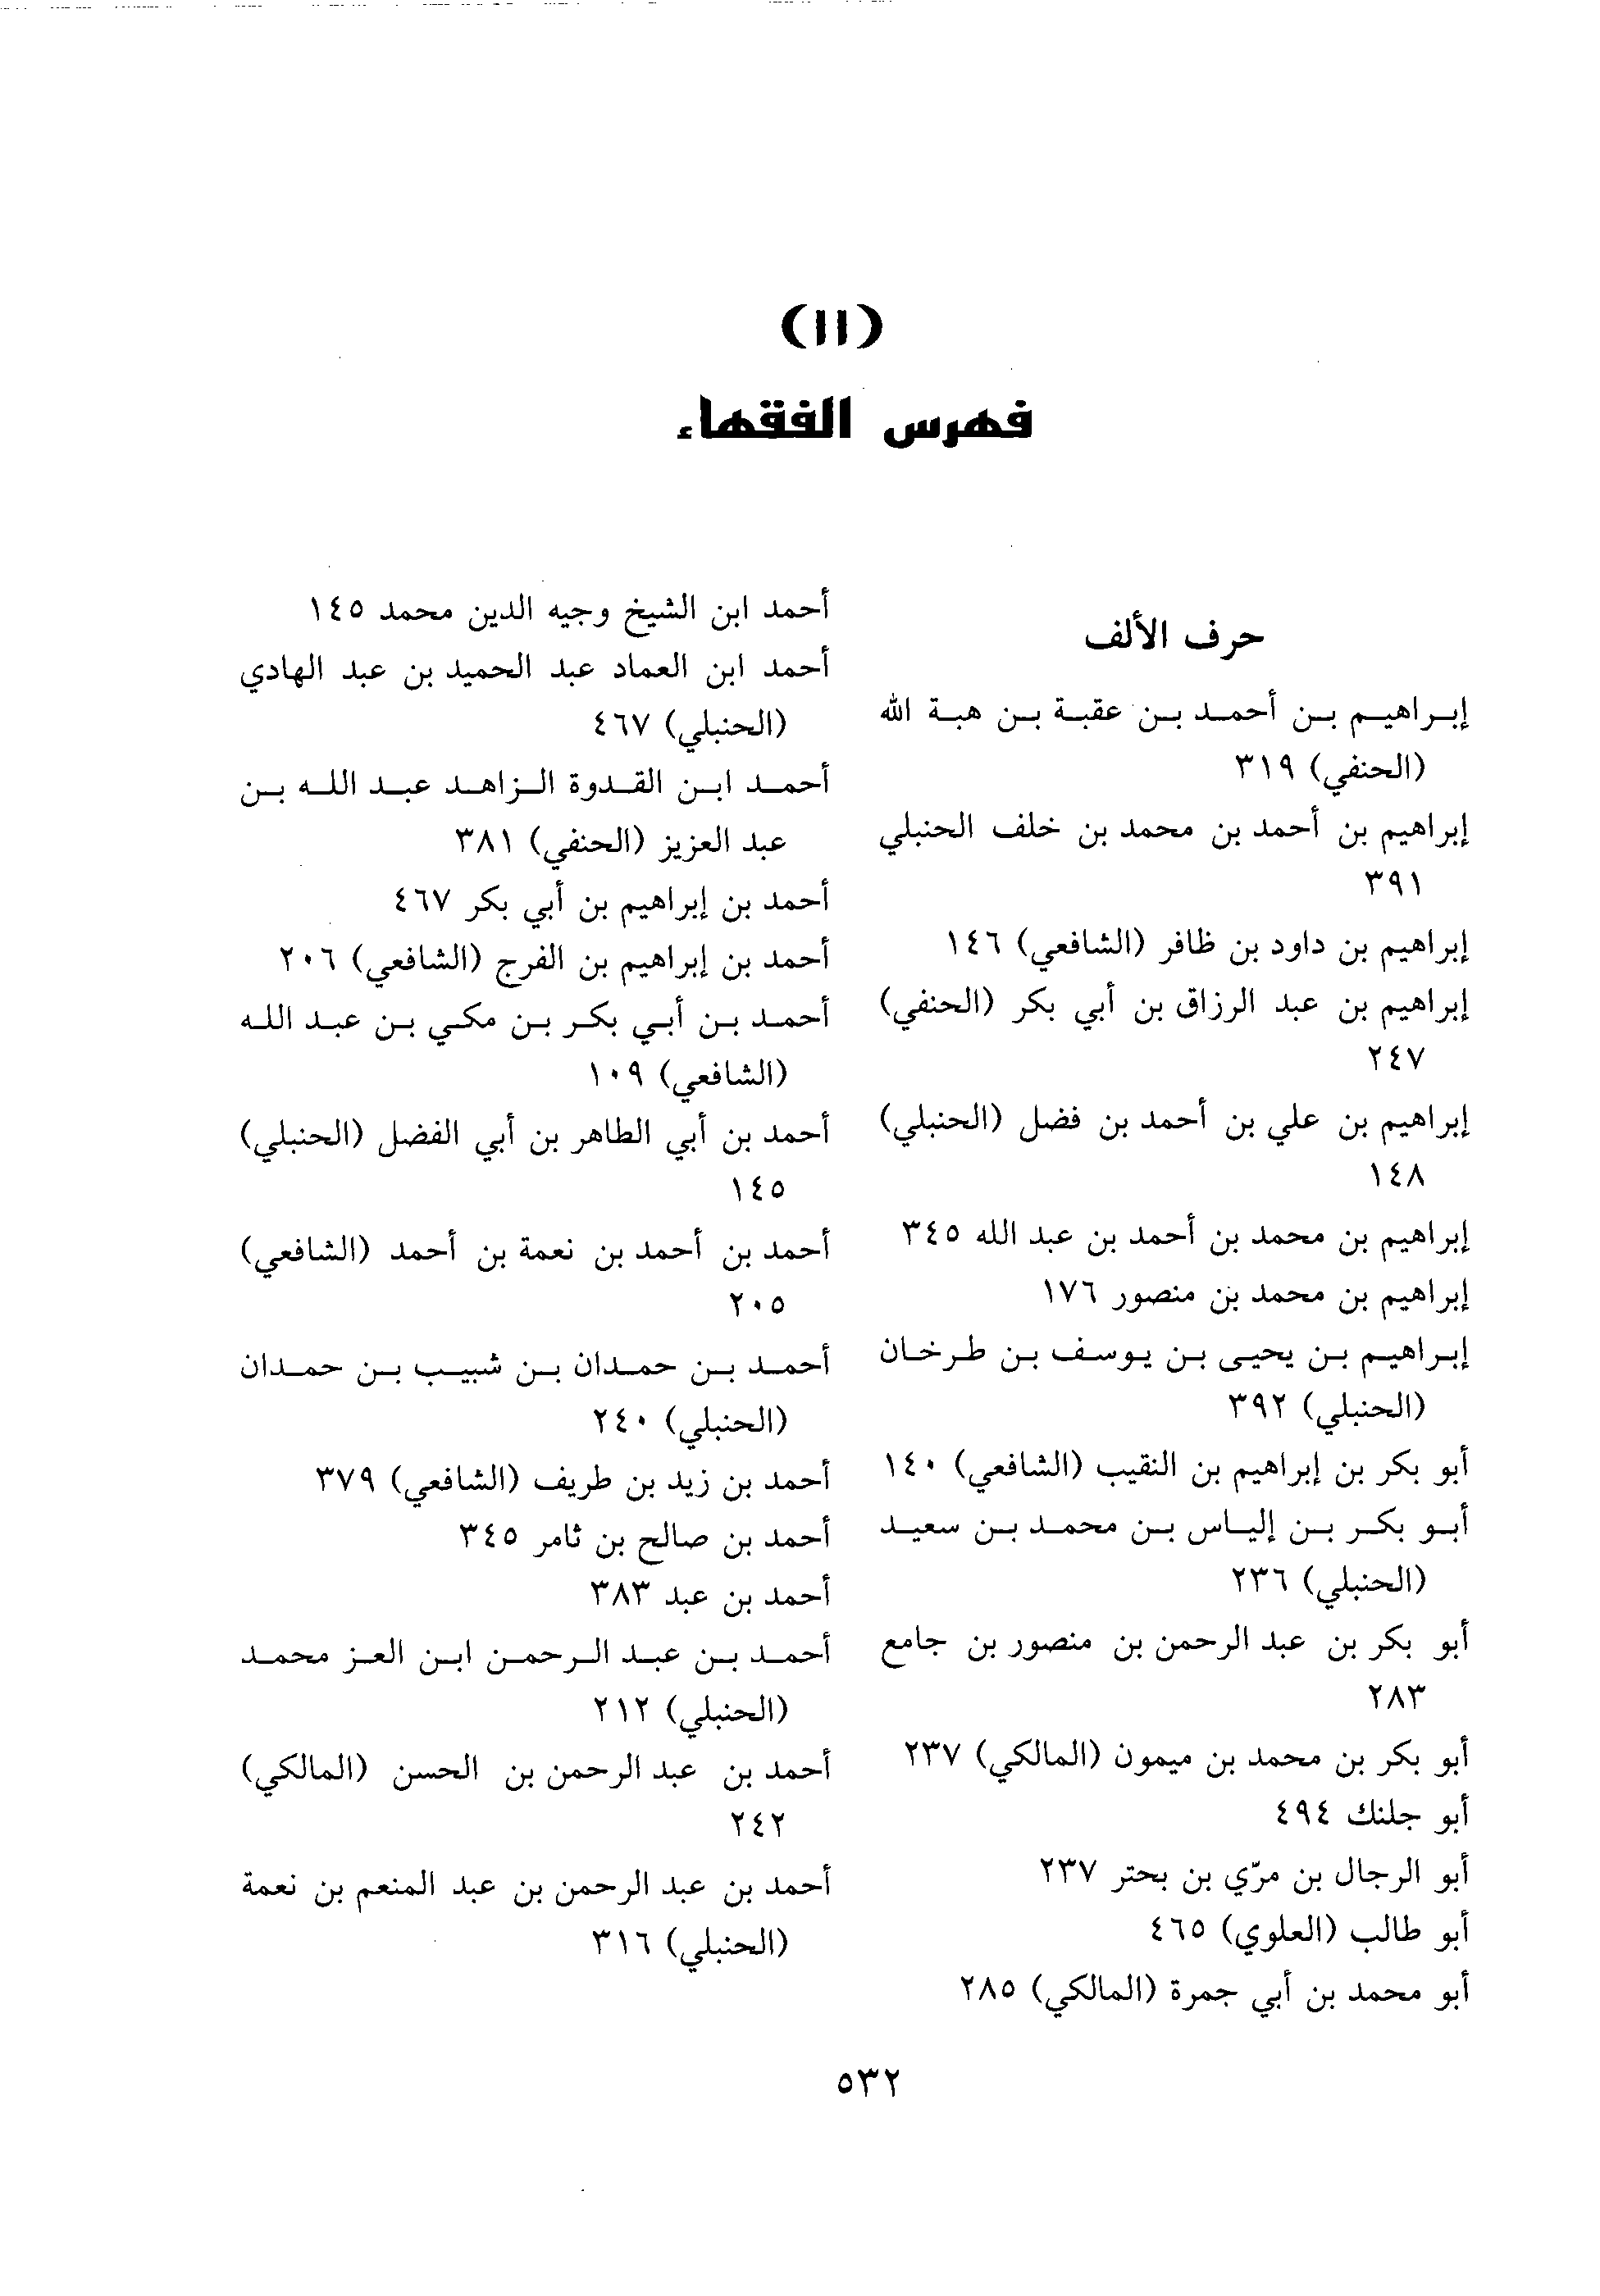 (١١)
فهرس الفقهاء
حرف الألف
إبراهيم بن أحمد بن عقبة بن هبة الله
(الحنفي) ٣١٩
إبراهيم بن أحمد بن محمد بن خلف الحنبلي
٣٩١
إبراهيم بن داود بن ظافر (الشافعي) ١٤٦
إبراهيم بن عبد الرزاق بن أبي بكر (الحنفي)
٢٤٧
إبراهيم بن علي بن أحمد بن فضل (الحنبلي)
١٤٨
إبراهيم بن محمد بن أحمد بن عبد الله ٣٤٥
إبراهيم بن محمد بن منصور ١٧٦
إبراهيم بن يحيى بن يوسف بن طرخان
(الحنبلي) ٣٩٢
أبو بكر بن إبراهيم بن النقيب (الشافعي) ١٤٠
أبو بكر بن إلياس بن محمد بن سعيد
(الحنبلي) ٢٣٦
أبو بكر بن عبد الرحمن بن منصور بن جامع
٢٨٣
أبو بكر بن محمد بن ميمون (المالكي) ٢٣٧
أبو جلنك ٤٩٤
أبو الرجال بن مرّي بن بحتر ٢٣٧
أبو طالب (العلوي) ٤٦٥
أبو محمد بن أبي جمرة (المالكي) ٢٨٥
أحمد ابن الشيخ وجيه الدين محمد ١٤٥
أحمد ابن العماد عبد الحميد بن عبد الهادي
(الحنبلي) ٤٦٧
أحمد ابن القدوة الزاهد عبد الله بن
عبد العزيز (الحنفي) ٣٨١
أحمد بن إبراهيم بن أبي بكر ٤٦٧
أحمد بن إبراهيم بن الفرج (الشافعي) ٢٠٦
أحمد بن أبي بكر بن مكي بن عبد الله
(الشافعي) ١٠٩
أحمد بن أبي الطاهر بن أبي الفضل (الحنبلي)
١٤٥
أحمد بن أحمد بن نعمة بن أحمد (الشافعي)
٢٠٥
أحمد بن حمدان بن شبيب بن حمدان
(الحنبلي) ٢٤٠
أحمد بن زيد بن طريف (الشافعي) ٣٧٩
أحمد بن صالح بن ثامر ٣٤٥
أحمد بن عبد ٣٨٣
أحمد بن عبد الرحمن ابن العز محمد
(الحنبلي) ٢١٢
أحمد بن عبد الرحمن بن الحسن (المالكي)
٢٤٢
أحمد بن عبد الرحمن بن عبد المنعم بن نعمة
(الحنبلي) ٣١٦
٥٣٢